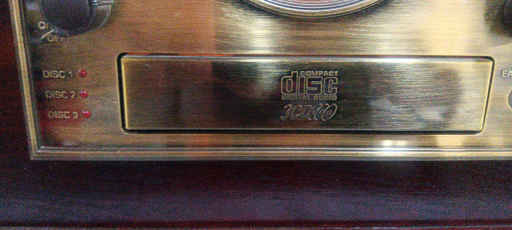 DISC 1
DISC 2
DISC 3
COMPACT
disc
DIGITAL AUDIO